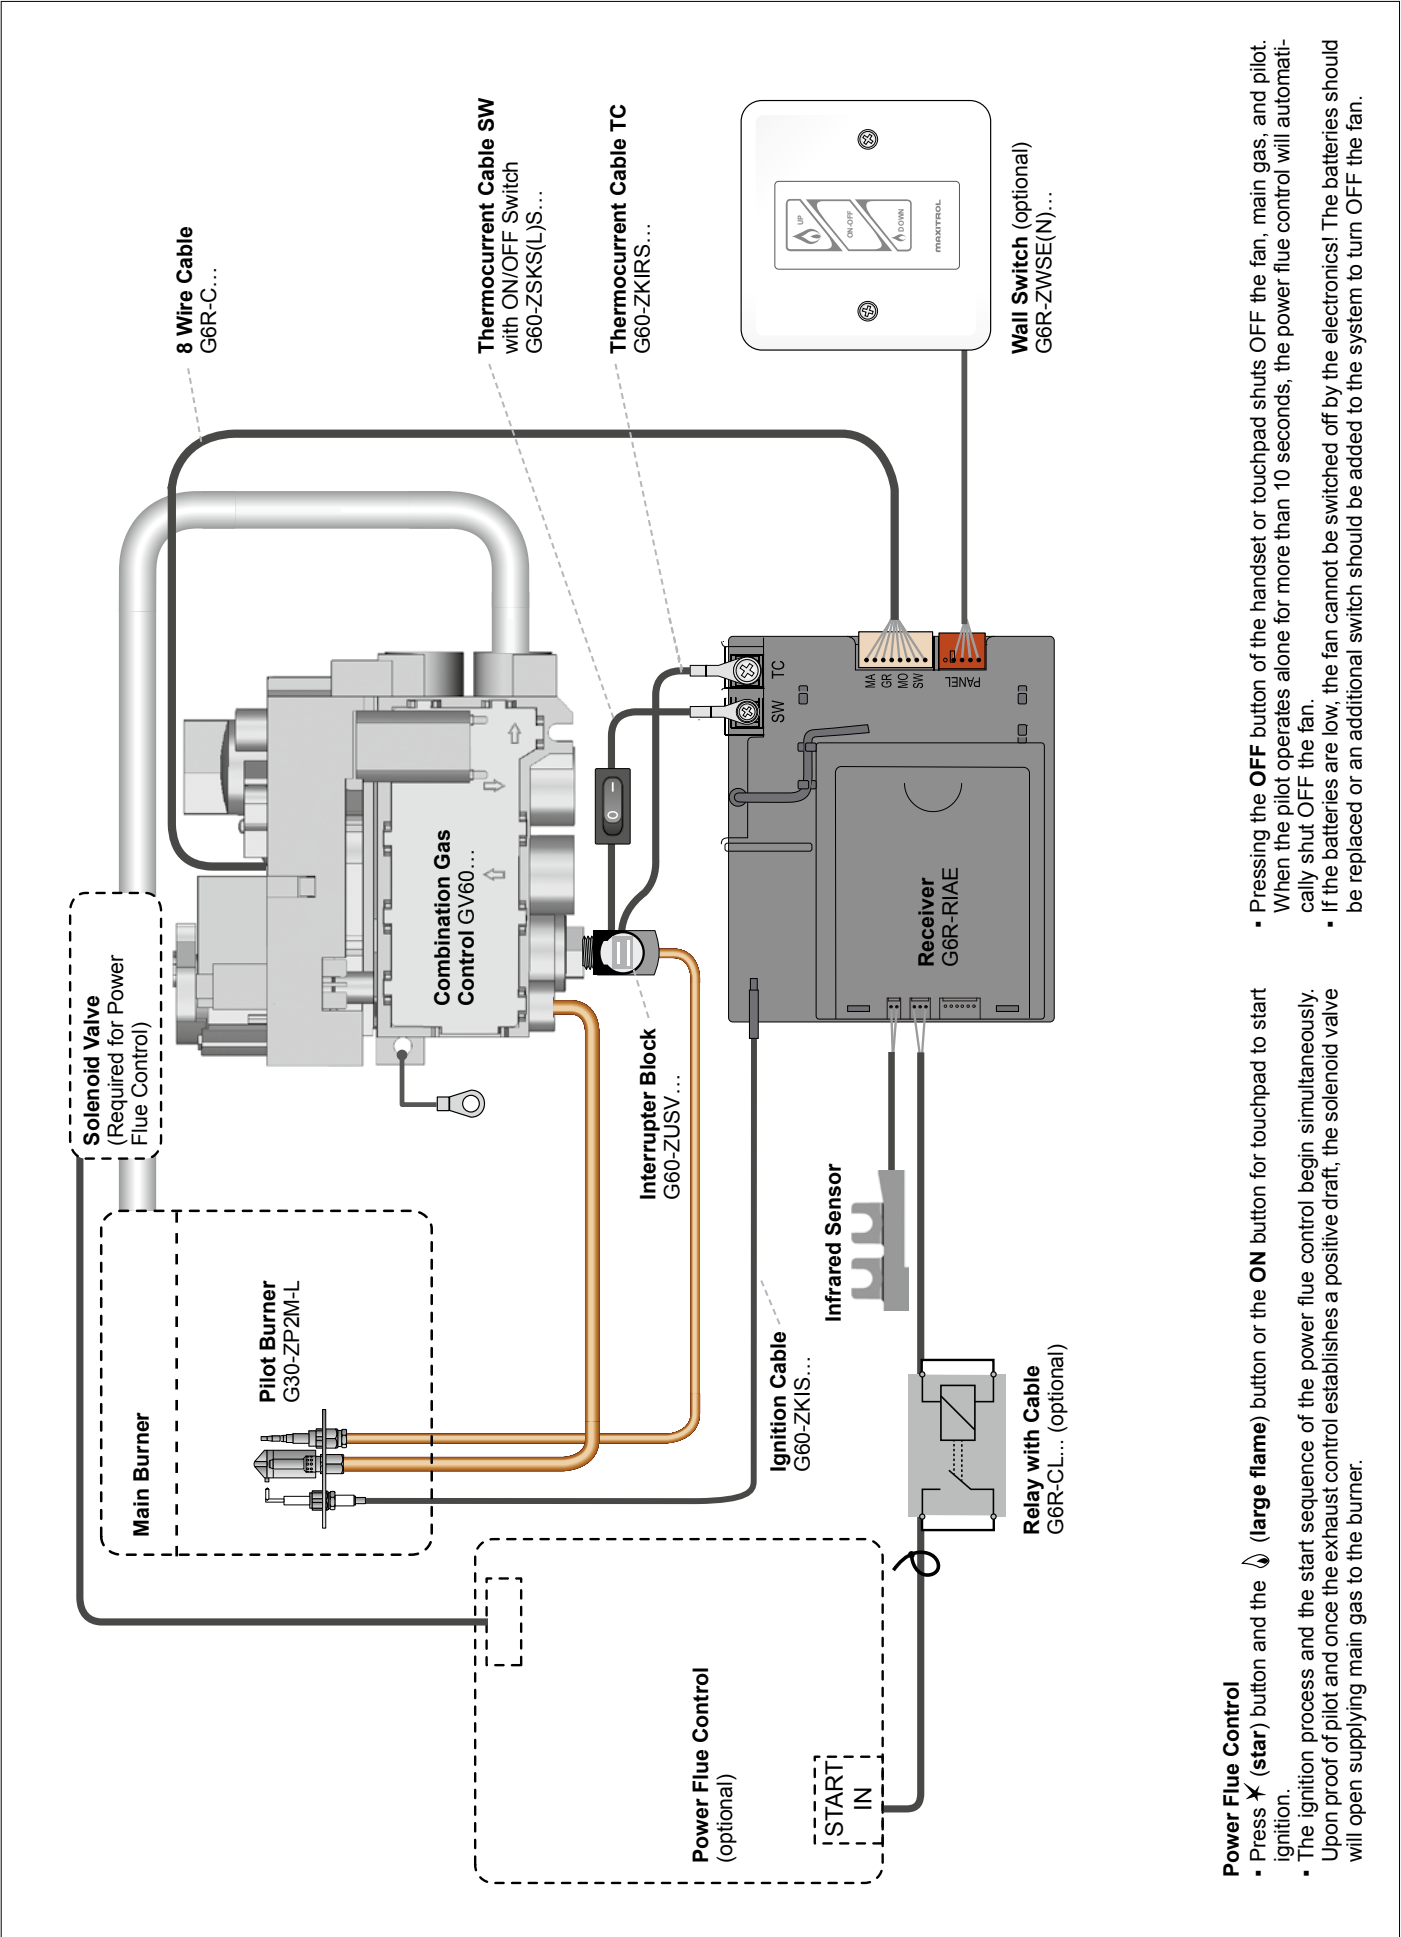 Solenoid Valve
(Required for Power
Flue Control)
8 Wire Cable
G6R-C…
Main Burner
Pilot Burner
G30-ZP2M-L
Combination Gas
Control GV60…
Thermocurrent Cable SW
with ON/OFF Switch
G60-ZSKS(L)S…
Thermocurrent Cable TC
G60-ZKIRS…
0 I
Interrupter Block
G60-ZUSV…
SW TC
MA
GR
MO
SW
PANEL
UP
ON-OFF
DOWN
MAXITROL
Wall Switch (optional)
G6R-ZWSE(N)…
Receiver
G6R-RIAE
Ignition Cable
G60-ZKIS…
Infrared Sensor
Relay with Cable
G6R-CL... (optional)
Power Flue Control
(optional)
START
IN
Power Flue Control
▪ Press (star) button and the (large flame) button or the ON button for touchpad to start
ignition.
▪ The ignition process and the start sequence of the power flue control begin simultaneously.
Upon proof of pilot and once the exhaust control establishes a positive draft, the solenoid valve
will open supplying main gas to the burner.
▪ Pressing the OFF button of the handset or touchpad shuts OFF the fan, main gas, and pilot.
When the pilot operates alone for more than 10 seconds, the power flue control will automati-
cally shut OFF the fan.
▪ If the batteries are low, the fan cannot be switched off by the electronics! The batteries should
be replaced or an additional switch should be added to the system to turn OFF the fan.